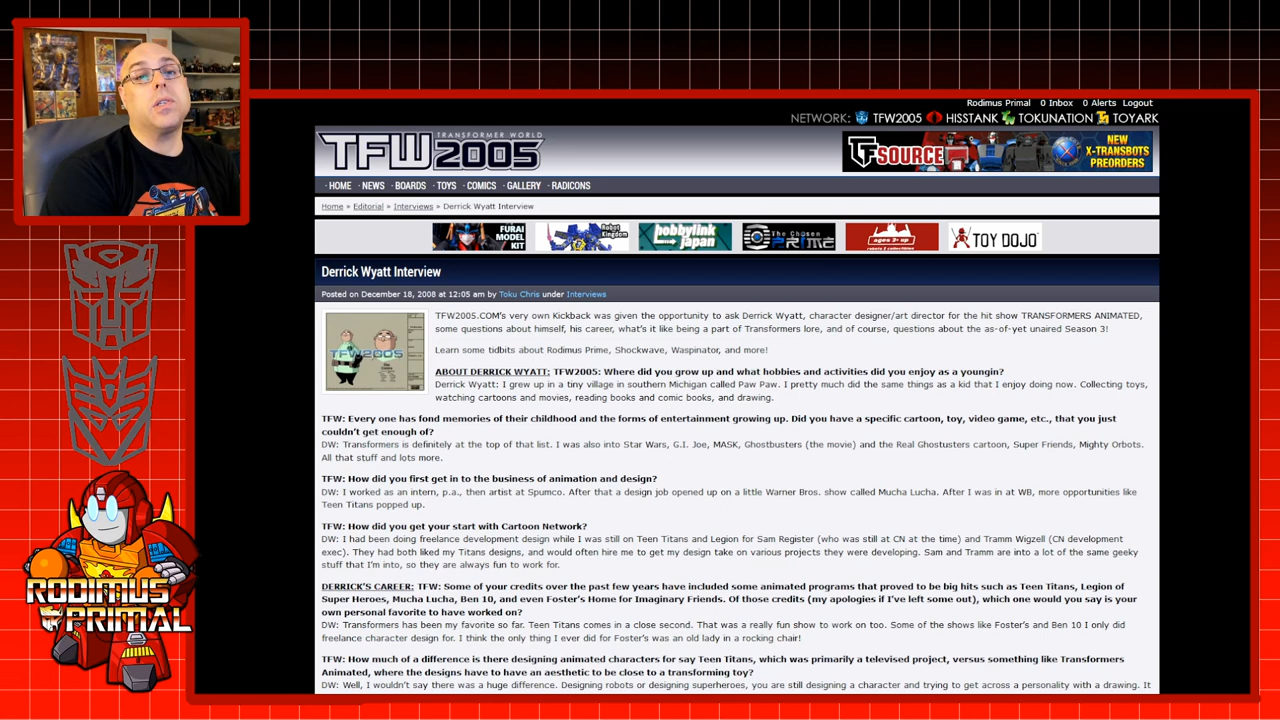 Rodimus Primal 0 Inbox 0 Alerts Logout
NETWORK: TFW2005 HISSTANK TOKUNATION TOYARK
TRANSFORMER WORLD
TFW2005
TFSOURCE
NEW
X-TRANSBOTS
PREORDERS
· HOME · NEWS · BOARDS · TOYS · COMICS · GALLERY · RADICONS
Home » Editorial » Interviews » Derrick Wyatt Interview
FURAI
MODEL
KIT
Robot
Kingdom
hobbylink
japan
The Chosen
PRIME
ages 3 and up
TOY DOJO
Derrick Wyatt Interview
Posted on December 18, 2008 at 12:05 am by Toku Chris under Interviews
TFW2005
TFW2005.COM's very own Kickback was given the opportunity to ask Derrick Wyatt, character designer/art director for the hit show TRANSFORMERS ANIMATED,
some questions about himself, his career, what's it like being a part of Transformers lore, and of course, questions about the as-of-yet unaired Season 3!
Learn some tidbits about Rodimus Prime, Shockwave, Waspinator, and more!
ABOUT DERRICK WYATT: TFW2005: Where did you grow up and what hobbies and activities did you enjoy as a youngin?
Derrick Wyatt: I grew up in a tiny village in southern Michigan called Paw Paw. I pretty much did the same things as a kid that I enjoy doing now. Collecting toys,
watching cartoons and movies, reading books and comic books, and drawing.
TFW: Every one has fond memories of their childhood and the forms of entertainment growing up. Did you have a specific cartoon, toy, video game, etc., that you just
couldn't get enough of?
DW: Transformers is definitely at the top of that list. I was also into Star Wars, G.I. Joe, MASK, Ghostbusters (the movie) and the Real Ghostusters cartoon, Super Friends, Mighty Orbots.
All that stuff and lots more.
TFW: How did you first get in to the business of animation and design?
DW: I worked as an intern, p.a., then artist at Spumco. After that a design job opened up on a little Warner Bros. show called Mucha Lucha. After I was in at WB, more opportunities like
Teen Titans popped up.
TFW: How did you get your start with Cartoon Network?
DW: I had been doing freelance development design while I was still on Teen Titans and Legion for Sam Register (who was still at CN at the time) and Tramm Wigzell (CN development
exec). They had both liked my Titans designs, and would often hire me to get my design take on various projects they were developing. Sam and Tramm are into a lot of the same geeky
stuff that I'm into, so they are always fun to work for.
DERRICK'S CAREER: TFW: Some of your credits over the past few years have included some animated programs that proved to be big hits such as Teen Titans, Legion of
Super Heroes, Mucha Lucha, Ben 10, and even Foster's Home for Imaginary Friends. Of those credits (my apologies if I've left some out), which one would you say is your
own personal favorite to have worked on?
DW: Transformers has been my favorite so far. Teen Titans comes in a close second. That was a really fun show to work on too. Some of the shows like Foster's and Ben 10 I only did
freelance character design for. I think the only thing I ever did for Foster's was an old lady in a rocking chair!
TFW: How much of a difference is there designing animated characters for say Teen Titans, which was primarily a televised project, versus something like Transformers
Animated, where the designs have to have an aesthetic to be close to a transforming toy?
DW: Well, I wouldn't say there was a huge difference. Designing robots or designing superheroes, you are still designing a character and trying to get across a personality with a drawing. It
RODIMUS
PRIMAL